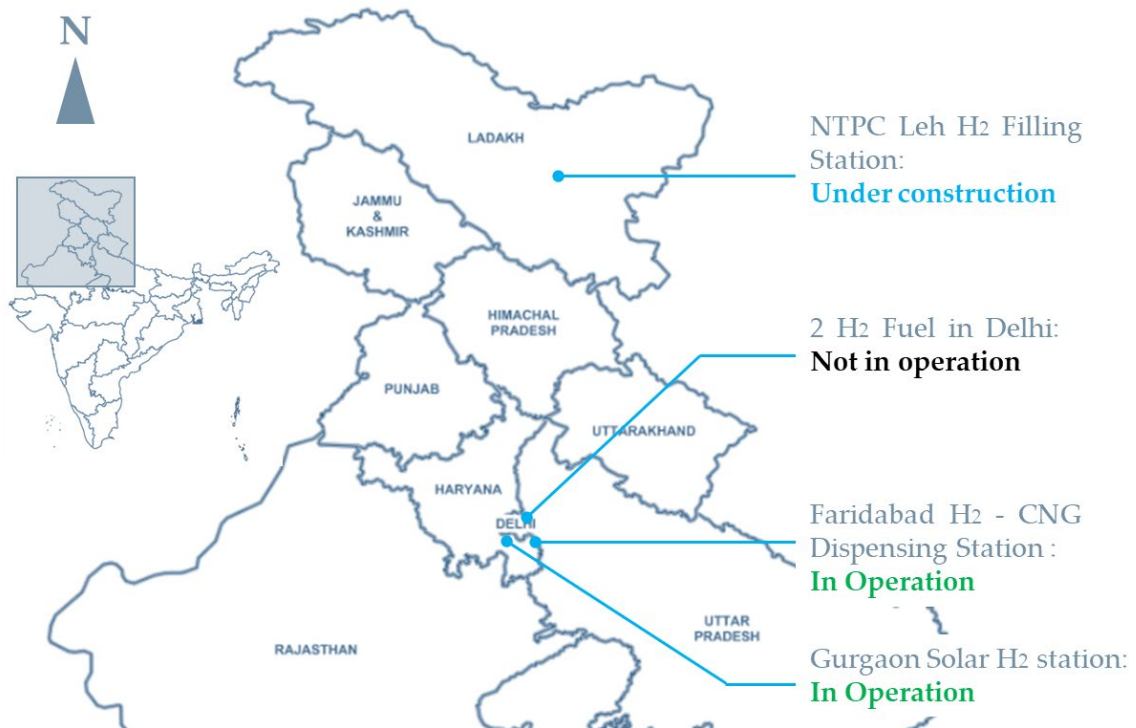 N
LADAKH
JAMMU
&
KASHMIR
HIMACHAL
PRADESH
PUNJAB
UTTARAKHAND
HARYANA
DELHI
RAJASTHAN
UTTAR
PRADESH
NTPC Leh H2 Filling
Station:
Under construction
2 H2 Fuel in Delhi:
Not in operation
Faridabad H2 - CNG
Dispensing Station :
In Operation
Gurgaon Solar H2 station:
In Operation